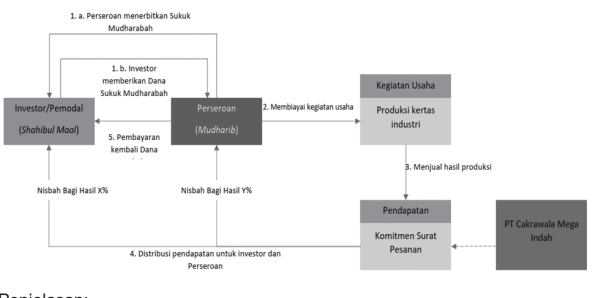 1. a. Perseroan menerbitkan Sukuk
Mudharabah
1. b. Investor
memberikan Dana
Sukuk Mudharabah
Investor/Pemodal
(Shahibul Maal)
Perseroan
(Mudharib)
2. Membiayai kegiatan usaha
Kegiatan Usaha
Produksi kertas
industri
5. Pembayaran
kembali Dana
3. Menjual hasil produksi
Nisbah Bagi Hasil X%
Nisbah Bagi Hasil Y%
Pendapatan
Komitmen Surat
Pesanan
PT Cakrawala Mega
Indah
4. Distribusi pendapatan untuk investor dan
Perseroan